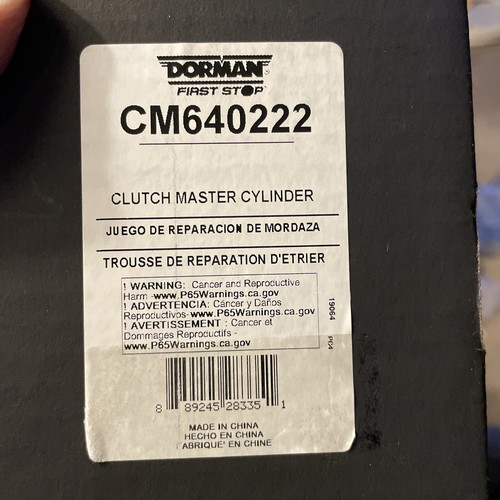 DORMAN®
FIRST STOP®
CM640222
CLUTCH MASTER CYLINDER
JUEGO DE REPARACION DE MORDAZA
TROUSSE DE REPARATION D'ETRIER
! WARNING: Cancer and Reproductive
Harm -www.P65Warnings.ca.gov
! ADVERTENCIA: Cáncer y Daños
Reproductivos-www.P65Warnings.ca.gov
! AVERTISSEMENT : Cancer et
Dommages Reproductifs -
www.P65Warnings.ca.gov
19064
8 89245 28335 1
MADE IN CHINA
HECHO EN CHINA
FABRIQUE' EN CHINE